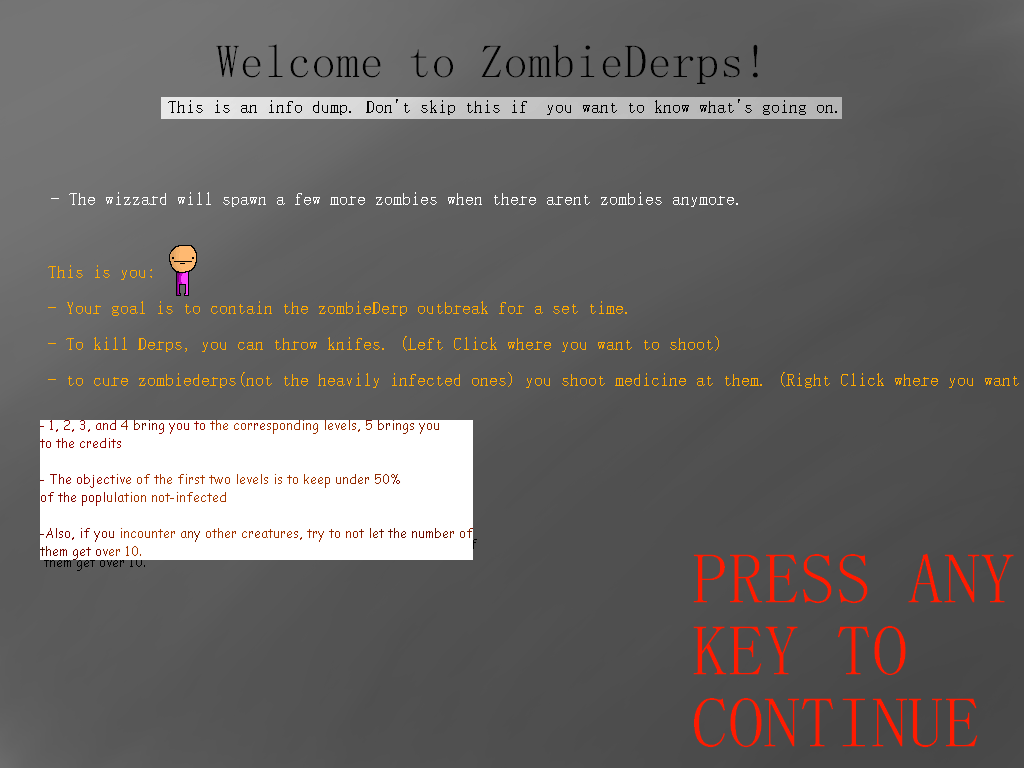 Welcome to ZombieDerps!
This is an info dump. Don't skip this if  you want to know what's going on.
- The wizzard will spawn a few more zombies when there arent zombies anymore.
This is you:
- Your goal is to contain the zombieDerp outbreak for a set time.
- To kill Derps, you can throw knifes. (Left Click where you want to shoot)
- to cure zombiederps(not the heavily infected ones) you shoot medicine at them. (Right Click where you want
- 1, 2, 3, and 4 bring you to the corresponding levels, 5 brings you
to the credits
- The objective of the first two levels is to keep under 50%
of the poplulation not-infected
-Also, if you incounter any other creatures, try to not let the number of
them get over 10.
them get over 10.
PRESS ANY
KEY TO
CONTINUE